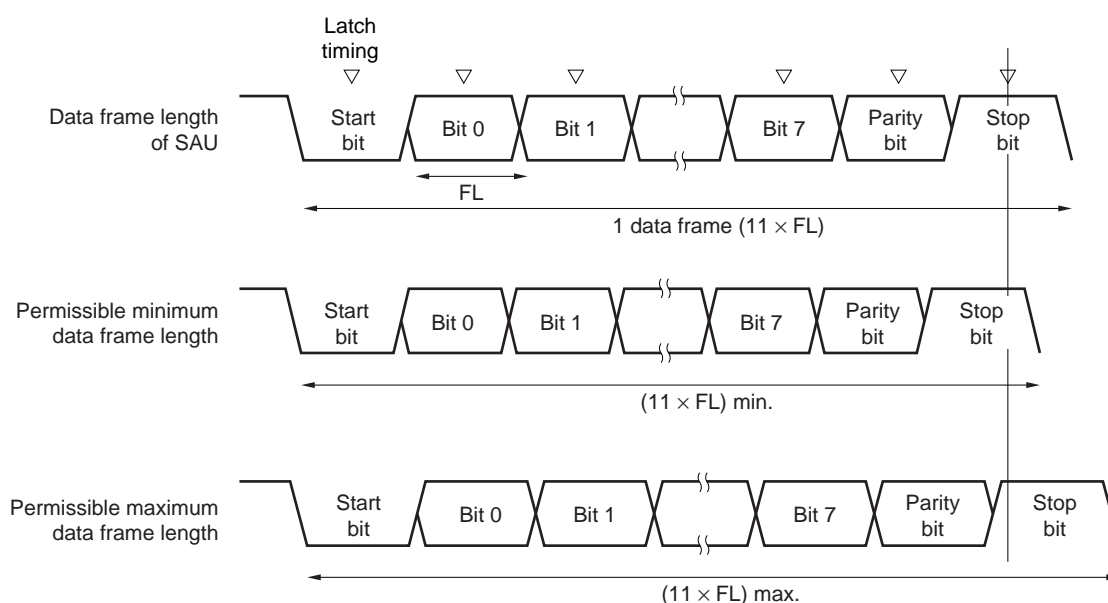 Latch
timing
Data frame length
of SAU
Start
bit
Bit 0
Bit 1
Bit 7
Parity
bit
Stop
bit
FL
1 data frame (11 × FL)
Permissible minimum
data frame length
Start
bit
Bit 0
Bit 1
Bit 7
Parity
bit
Stop
bit
(11 × FL) min.
Permissible maximum
data frame length
Start
bit
Bit 0
Bit 1
Bit 7
Parity
bit
Stop
bit
(11 × FL) max.